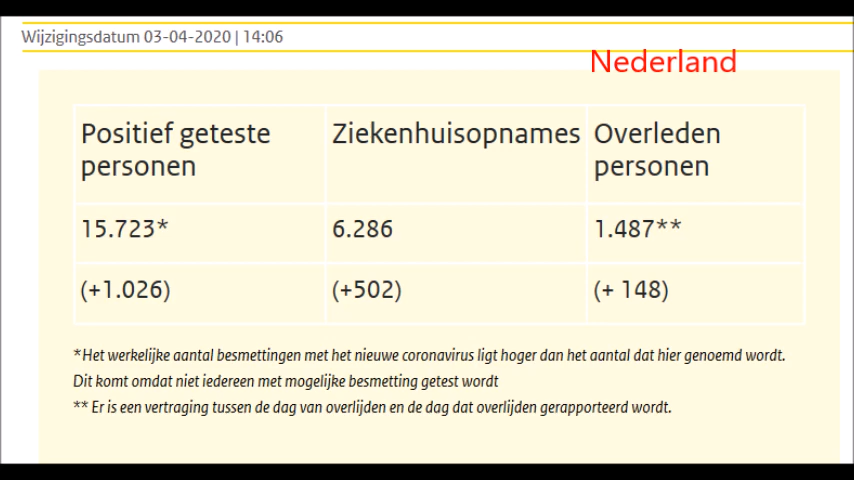 Wijzigingsdatum 03-04-2020 | 14:06
Nederland
Positief geteste personen
Ziekenhuisopnames
Overleden personen
15.723*
6.286
1.487**
(+1.026)
(+502)
(+ 148)
*Het werkelijke aantal besmettingen met het nieuwe coronavirus ligt hoger dan het aantal dat hier genoemd wordt.
Dit komt omdat niet iedereen met mogelijke besmetting getest wordt
** Er is een vertraging tussen de dag van overlijden en de dag dat overlijden gerapporteerd wordt.